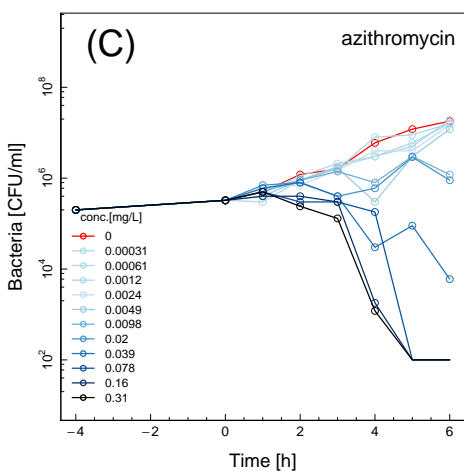 (C)
azithromycin
Bacteria [CFU/ml]
10^8
10^6
10^4
10^2
conc.[mg/L]
0
0.00031
0.00061
0.0012
0.0024
0.0049
0.0098
0.02
0.039
0.078
0.16
0.31
−4 −2 0 2 4 6
Time [h]